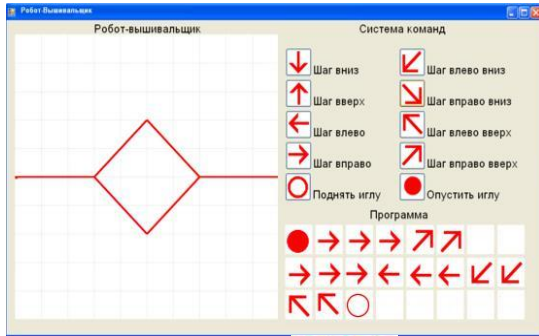 Робот-Вышивальщик
Робот-вышивальщик
Система команд
Шаг вниз
Шаг влево вниз
Шаг вверх
Шаг вправо вниз
Шаг влево
Шаг влево вверх
Шаг вправо
Шаг вправо вверх
Поднять иглу
Опустить иглу
Программа